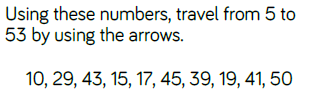 Using these numbers, travel from 5 to
53 by using the arrows.
10, 29, 43, 15, 17, 45, 39, 19, 41, 50